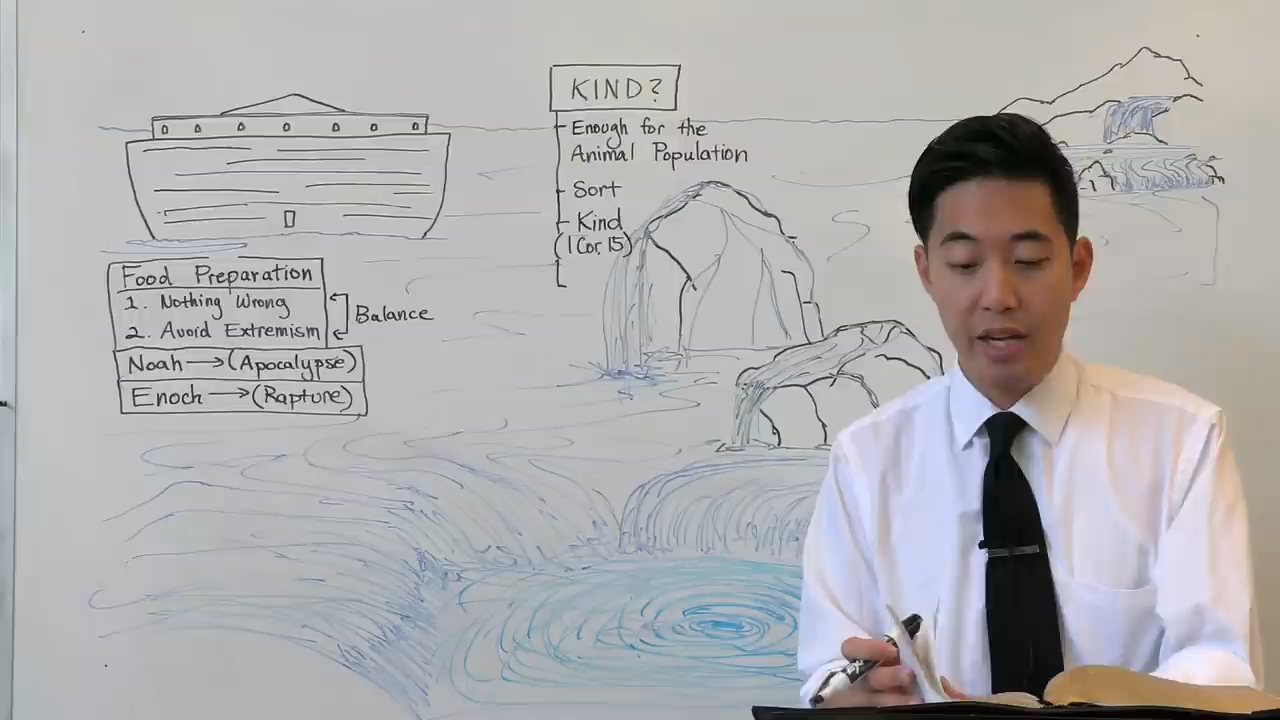 KIND?
- Enough for the
Animal Population
- Sort
- Kind
(1 Cor. 15)
Food Preparation
1. Nothing Wrong
2. Avoid Extremism
Balance
Noah → (Apocalypse)
Enoch → (Rapture)